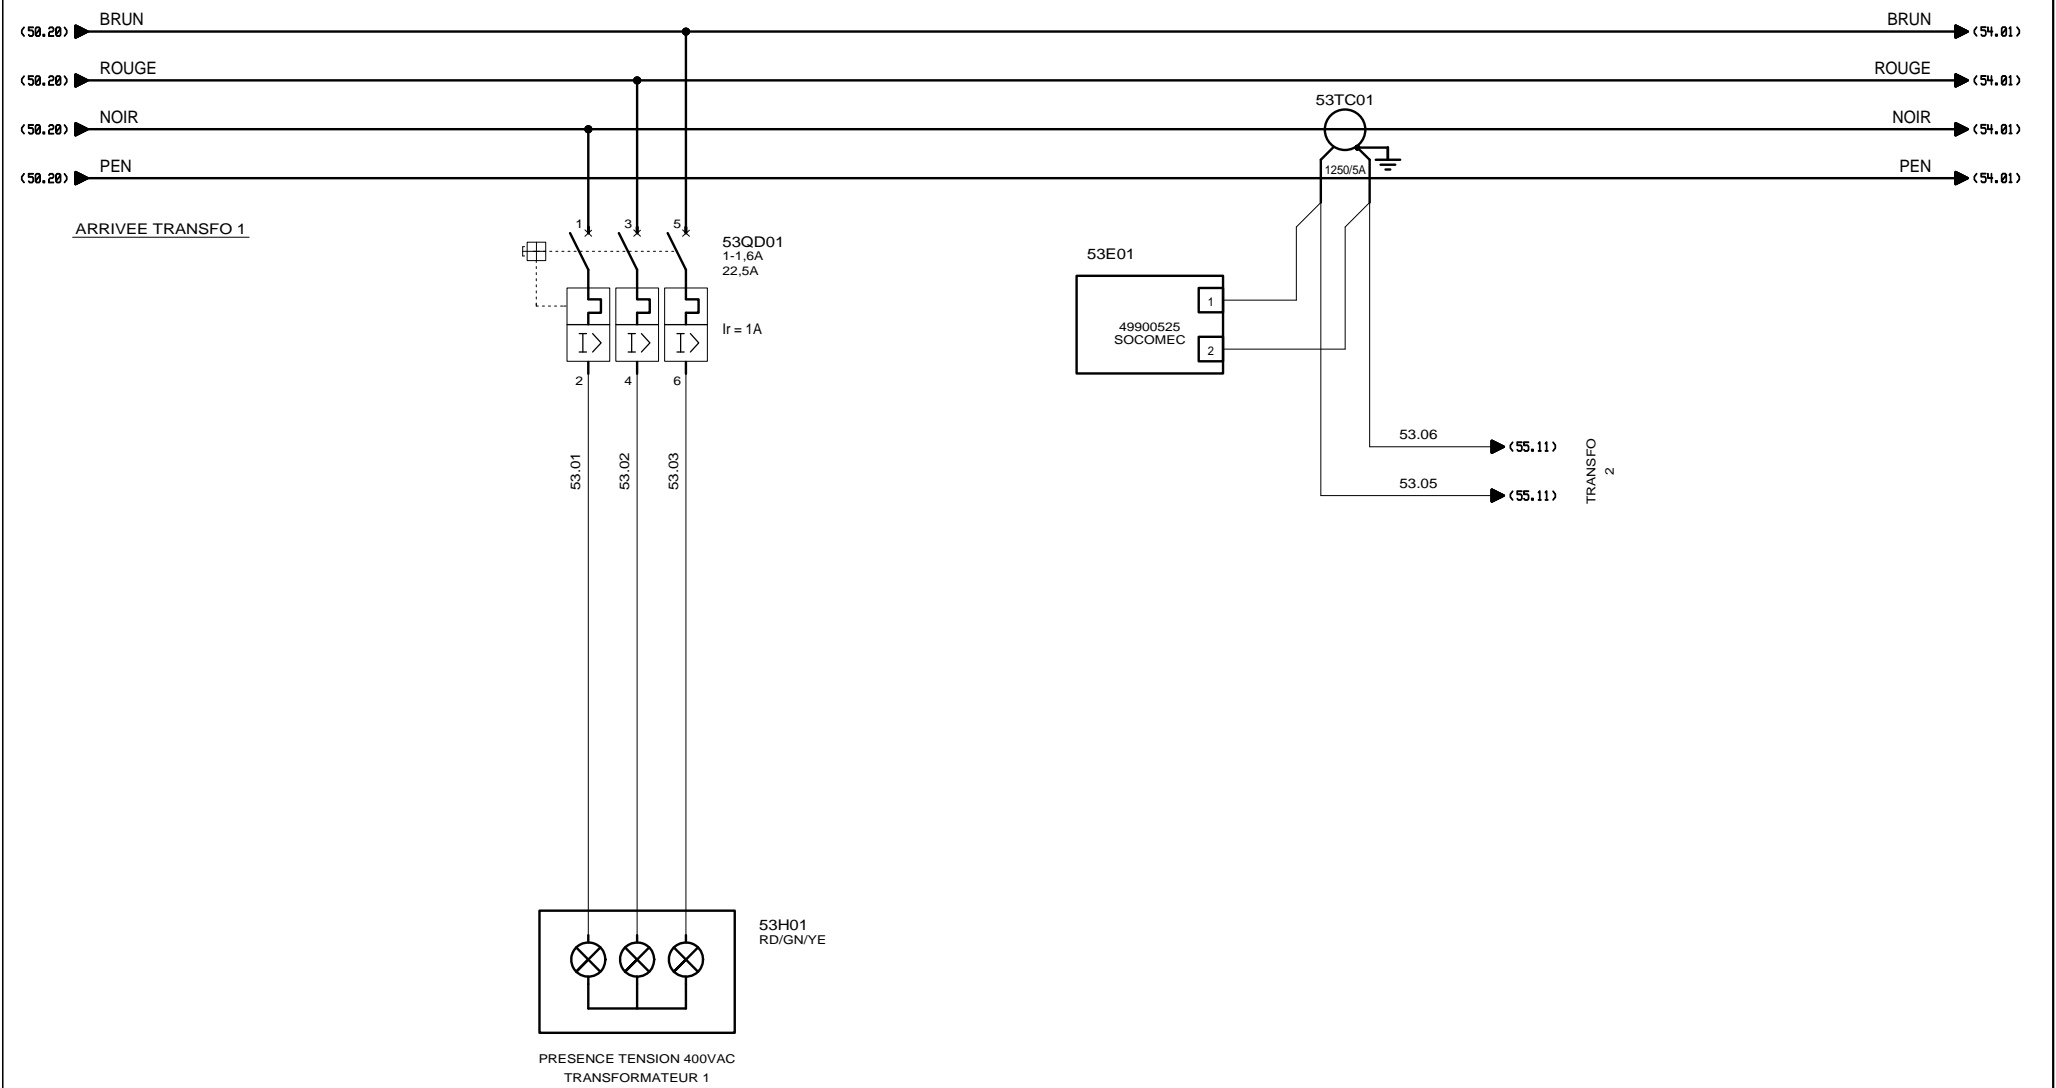 BRUN
BRUN
(50.20)
(54.01)
ROUGE
ROUGE
(50.20)
(54.01)
53TC01
NOIR
NOIR
(50.20)
(54.01)
PEN
1250/5A
PEN
(50.20)
(54.01)
ARRIVEE TRANSFO 1
1
3
5
53QD01
1-1,6A
22,5A
Ir = 1A
I>
I>
I>
2
4
6
53E01
1
49900525
SOCOMEC
2
53.06
(55.11)
53.05
(55.11)
TRANSFO
2
53.01
53.02
53.03
53H01
RD/GN/YE
PRESENCE TENSION 400VAC
TRANSFORMATEUR 1